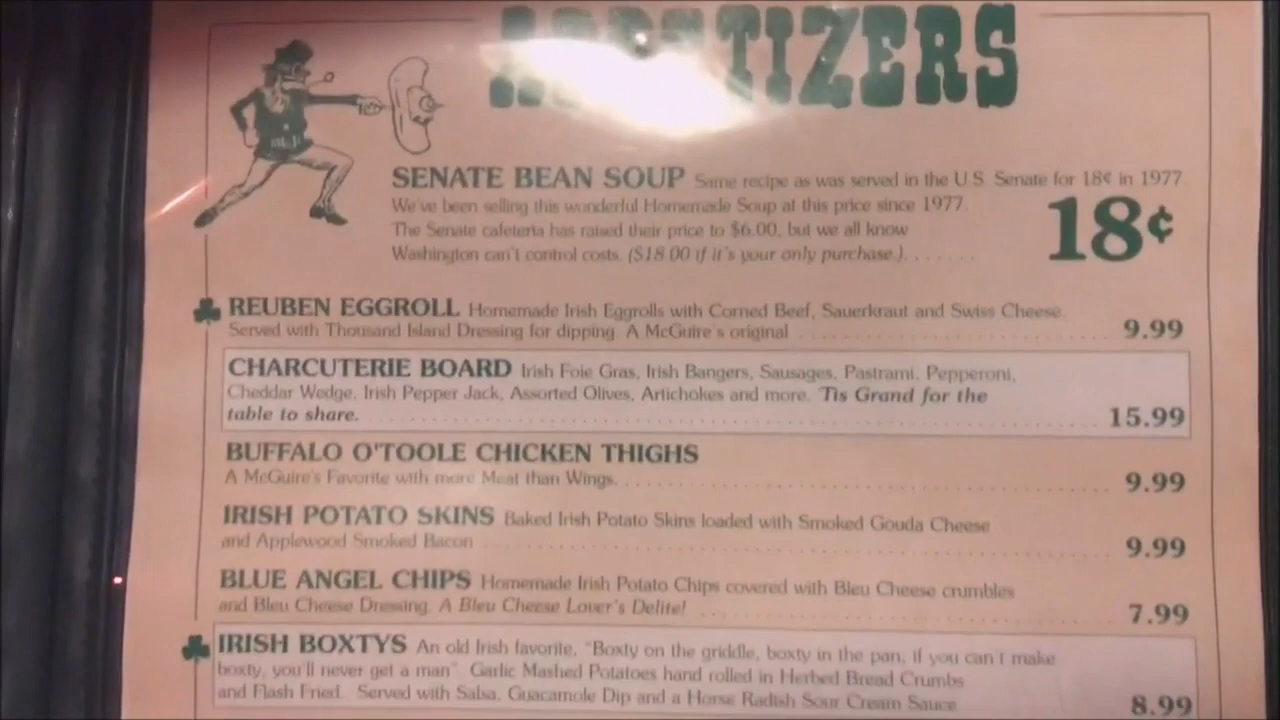 APPETIZERS
SENATE BEAN SOUP Same recipe as was served in the U.S. Senate for 18¢ in 1977.
We've been selling this wonderful Homemade Soup at this price since 1977.
The Senate cafeteria has raised their price to $6.00, but we all know
Washington can't control costs. ($18.00 if it's your only purchase.). . . . . . .
18¢
REUBEN EGGROLL Homemade Irish Eggrolls with Corned Beef, Sauerkraut and Swiss Cheese.
Served with Thousand Island Dressing for dipping. A McGuire's original 9.99
CHARCUTERIE BOARD Irish Foie Gras, Irish Bangers, Sausages, Pastrami, Pepperoni,
Cheddar Wedge, Irish Pepper Jack, Assorted Olives, Artichokes and more. 'Tis Grand for the
table to share. 15.99
BUFFALO O'TOOLE CHICKEN THIGHS
A McGuire's Favorite with more Meat than Wings. 9.99
IRISH POTATO SKINS Baked Irish Potato Skins loaded with Smoked Gouda Cheese
and Applewood Smoked Bacon 9.99
BLUE ANGEL CHIPS Homemade Irish Potato Chips covered with Bleu Cheese crumbles
and Bleu Cheese Dressing. A Bleu Cheese Lover's Delite! 7.99
IRISH BOXTYS An old Irish favorite, "Boxty on the griddle, boxty in the pan, if you can't make
boxty, you'll never get a man". Garlic Mashed Potatoes hand rolled in Herbed Bread Crumbs
and Flash Fried. Served with Salsa, Guacamole Dip and a Horse Radish Sour Cream Sauce 8.99